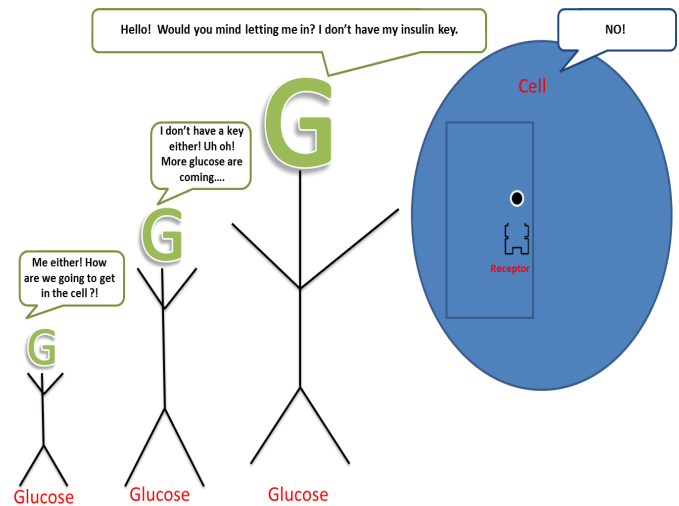 Hello!  Would you mind letting me in? I don't have my insulin key.
NO!
Cell
G
I don't have a key
either! Uh oh!
More glucose are
coming....
G
Me either! How
are we going to get
in the cell ?!
G
Receptor
Glucose
Glucose
Glucose